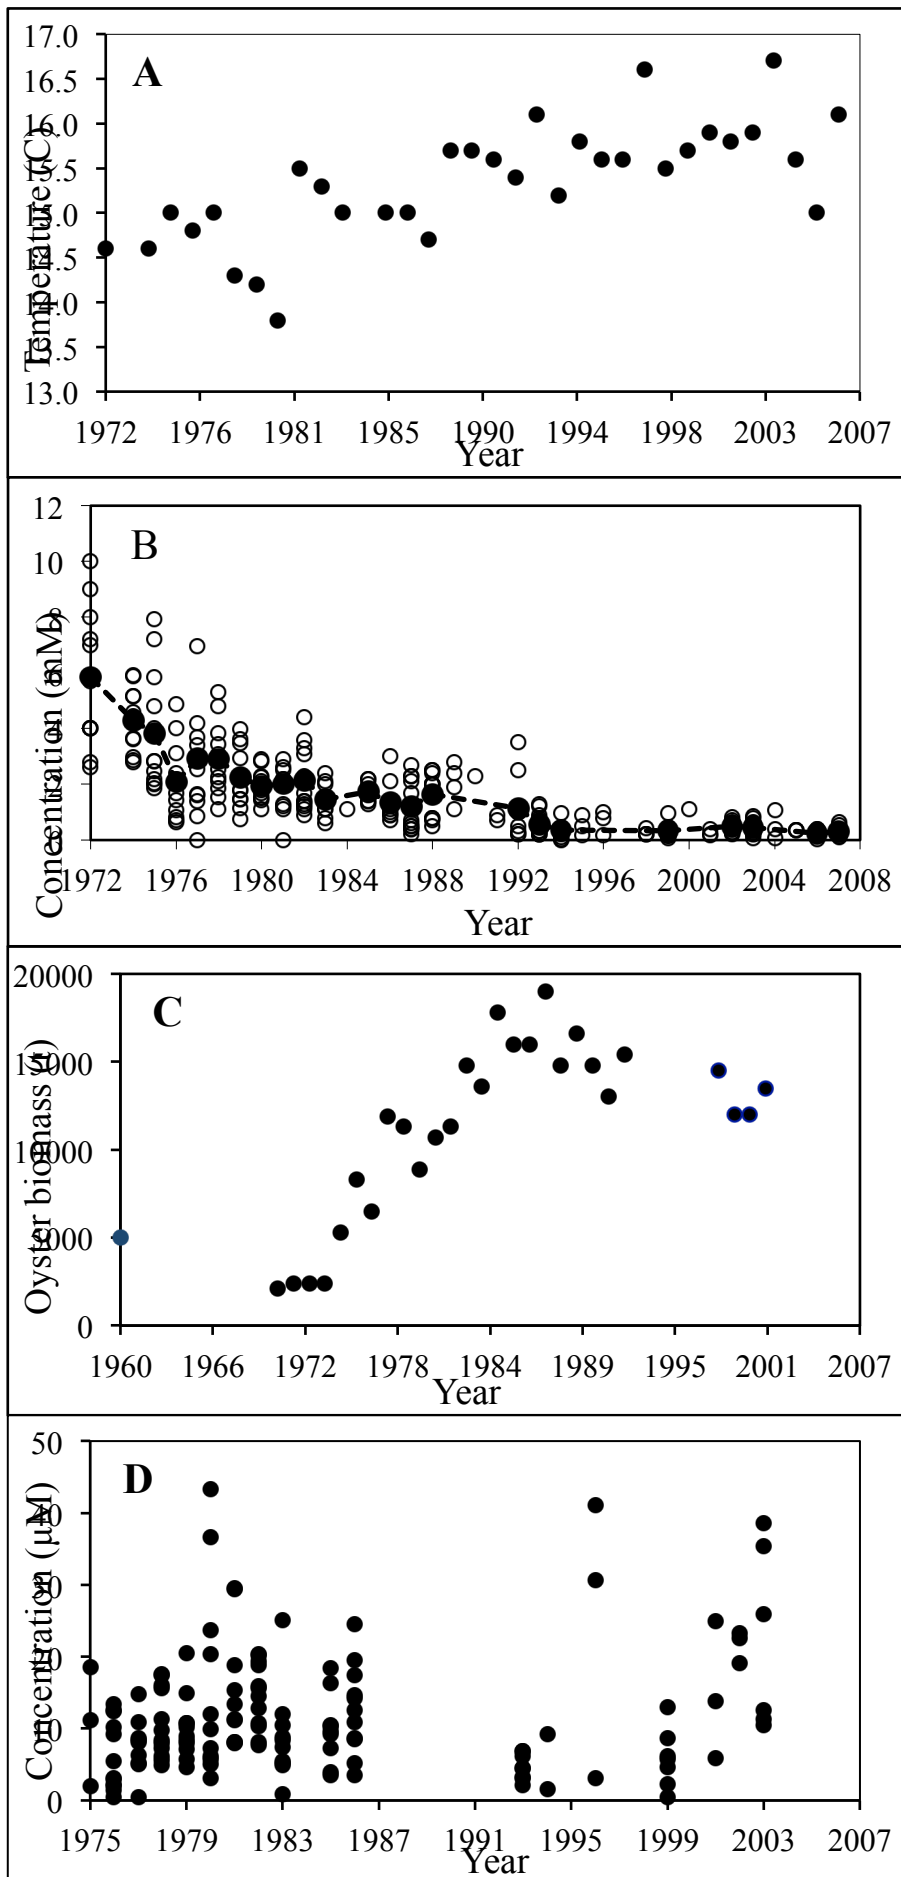 A
17.0
16.5
16.0
15.5
15.0
14.5
14.0
13.5
13.0
Temperature (C)
1972 1976 1981 1985 1990 1994 1998 2003 2007
Year
B
12
10
8
6
4
2
0
Concentration (mM)
1972 1976 1980 1984 1988 1992 1996 2000 2004 2008
Year
C
20000
15000
10000
5000
0
Oyster biomass (t)
1960 1966 1972 1978 1984 1989 1995 2001 2007
Year
D
50
40
30
20
10
0
Concentration (µM)
1975 1979 1983 1987 1991 1995 1999 2003 2007
Year